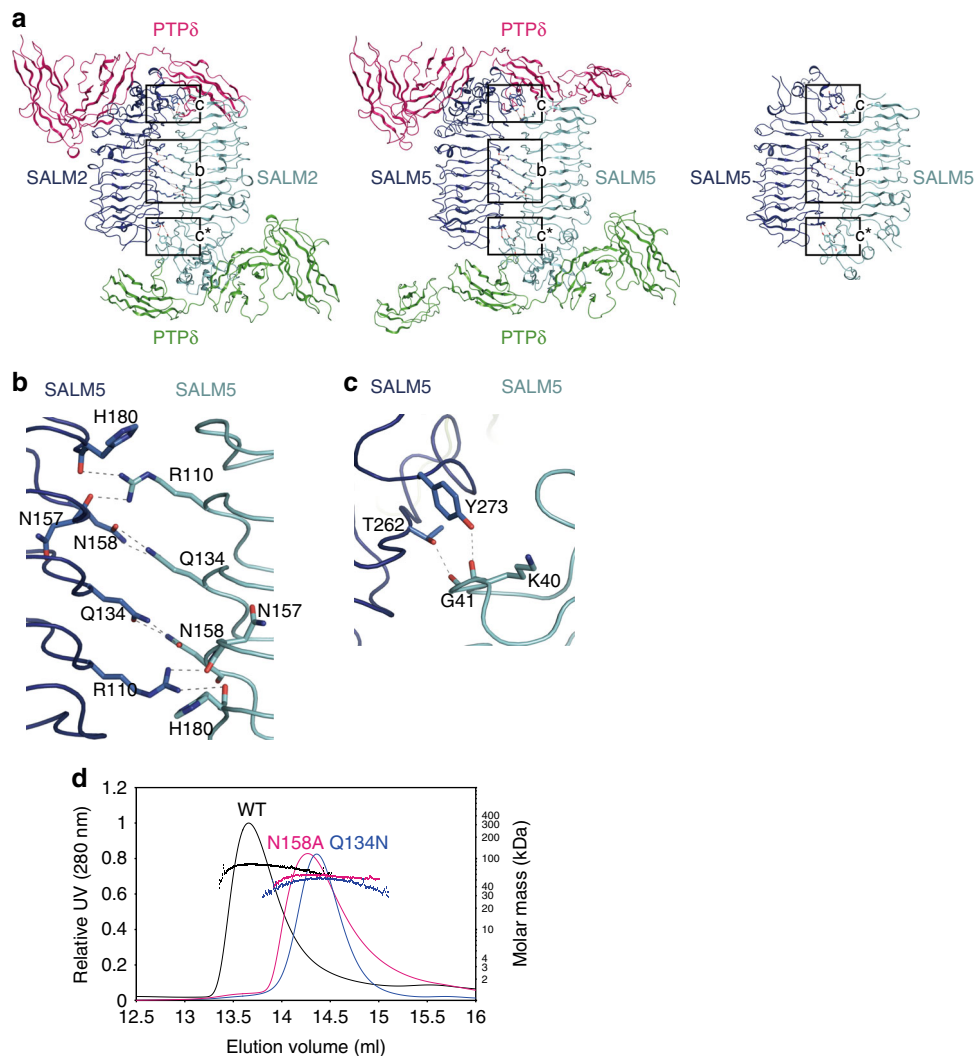 a
PTPδ
PTPδ
c
c
c
SALM2
b
SALM2
SALM5
b
SALM5
SALM5
b
SALM5
c*
c*
c*
PTPδ
PTPδ
b
SALM5
SALM5
H180
R110
N157
N158
Q134
Q134
N157
N158
R110
H180
c
SALM5
SALM5
Y273
T262
K40
G41
d
Relative UV (280 nm)
1.2
1
0.8
0.6
0.4
0.2
0
WT
N158A
Q134N
400
300
200
100
50
40
30
20
10
4
3
2
Molar mass (kDa)
12.5
13
13.5
14
14.5
15
15.5
16
Elution volume (ml)